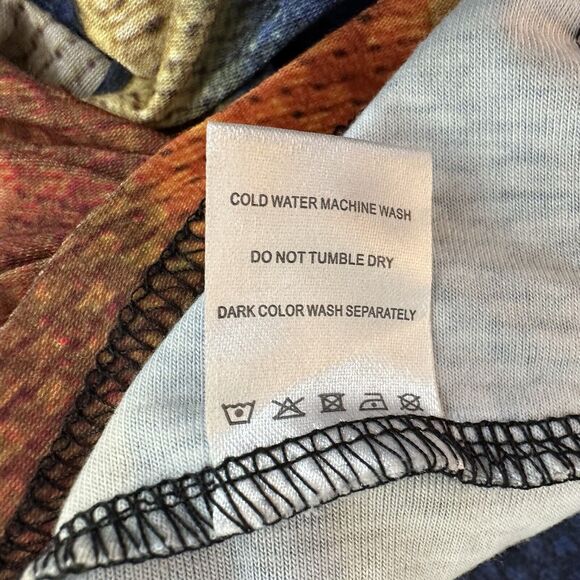 COLD WATER MACHINE WASH
DO NOT TUMBLE DRY
DARK COLOR WASH SEPARATELY